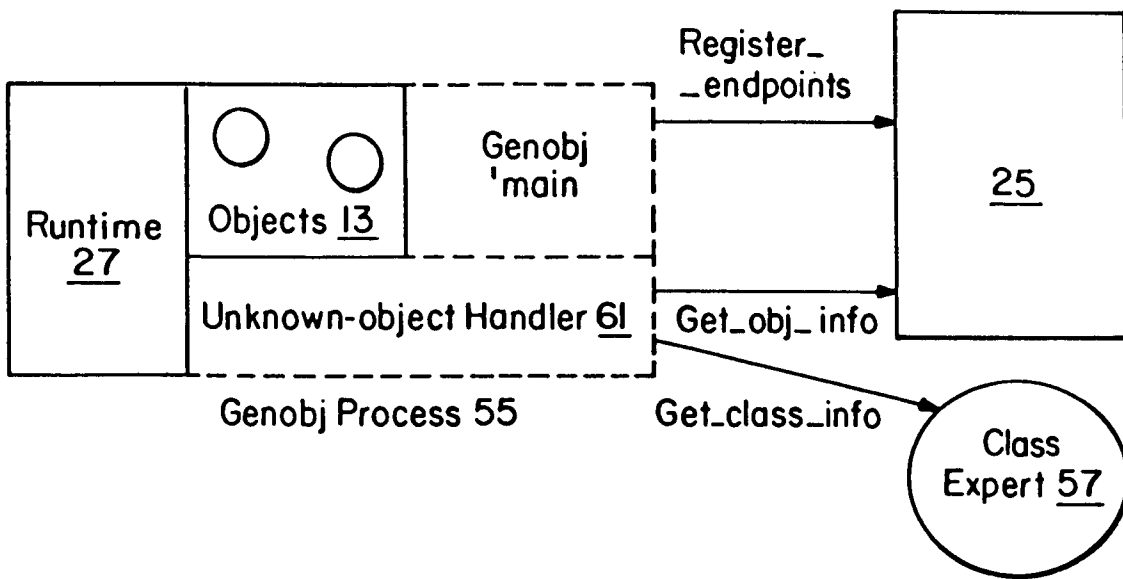 Register_
_endpoints
Genobj
'main
25
Runtime
27
Objects 13
Unknown-object Handler 61
Get_obj_info
Genobj Process 55
Get_class_info
Class
Expert 57